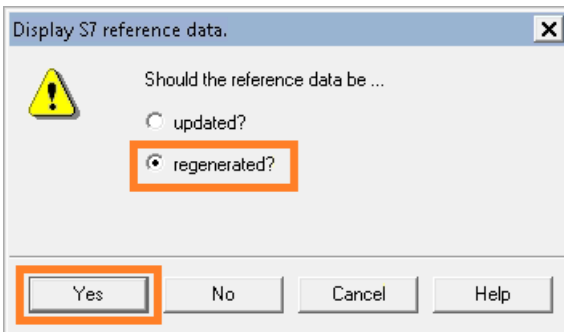 Display S7 reference data.
Should the reference data be ...
updated?
regenerated?
Yes No Cancel Help